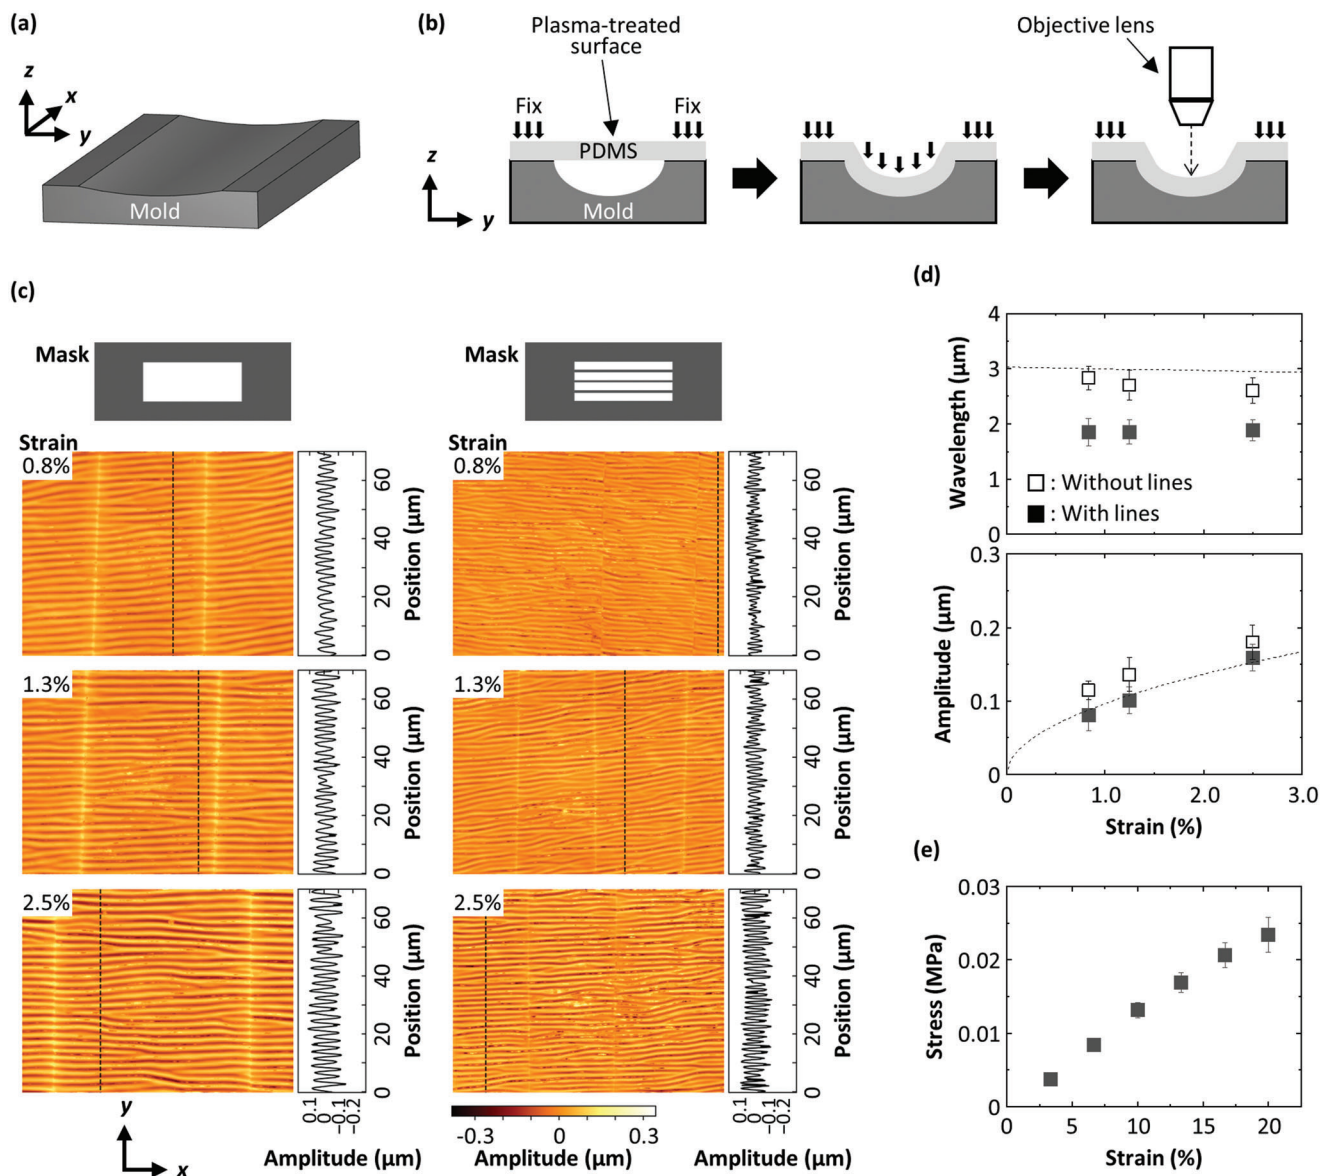 (a)
z
x
y
Mold
(b)
Plasma-treated
surface
Objective lens
Fix
Fix
PDMS
z
y
Mold
(c)
Mask
Mask
Strain
0.8%
0
20
40
60
Position (µm)
Strain
0.8%
0
20
40
60
Position (µm)
1.3%
0
20
40
60
Position (µm)
1.3%
0
20
40
60
Position (µm)
2.5%
0
20
40
60
Position (µm)
2.5%
0
20
40
60
Position (µm)
y
x
0.1
0
−0.1
−0.2
Amplitude (µm)
-0.3
0
0.3
Amplitude (µm)
0.1
0
−0.1
−0.2
Amplitude (µm)
(d)
4
3
2
1
0
Wavelength (µm)
: Without lines
: With lines
0.3
0.2
0.1
0
Amplitude (µm)
0
1.0
2.0
3.0
Strain (%)
(e)
0.03
0.02
0.01
0
Stress (MPa)
0
5
10
15
20
Strain (%)